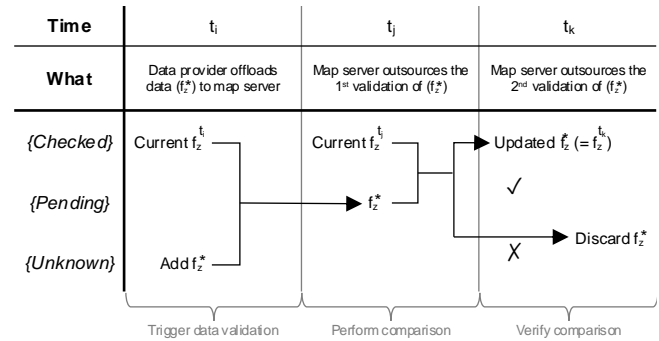 Time t_i t_j t_k
What
Data provider offloads
data (f_z^*) to map server
Map server outsources the
1st validation of (f_z^*)
Map server outsources the
2nd validation of (f_z^*)
{Checked} Current f_z^{t_i} Current f_z^{t_j} Updated f_z^* (= f_z^{t_k})
✓
{Pending} f_z^*
Discard f_z^*
X
{Unknown} Add f_z^*
Trigger data validation Perform comparison Verify comparison